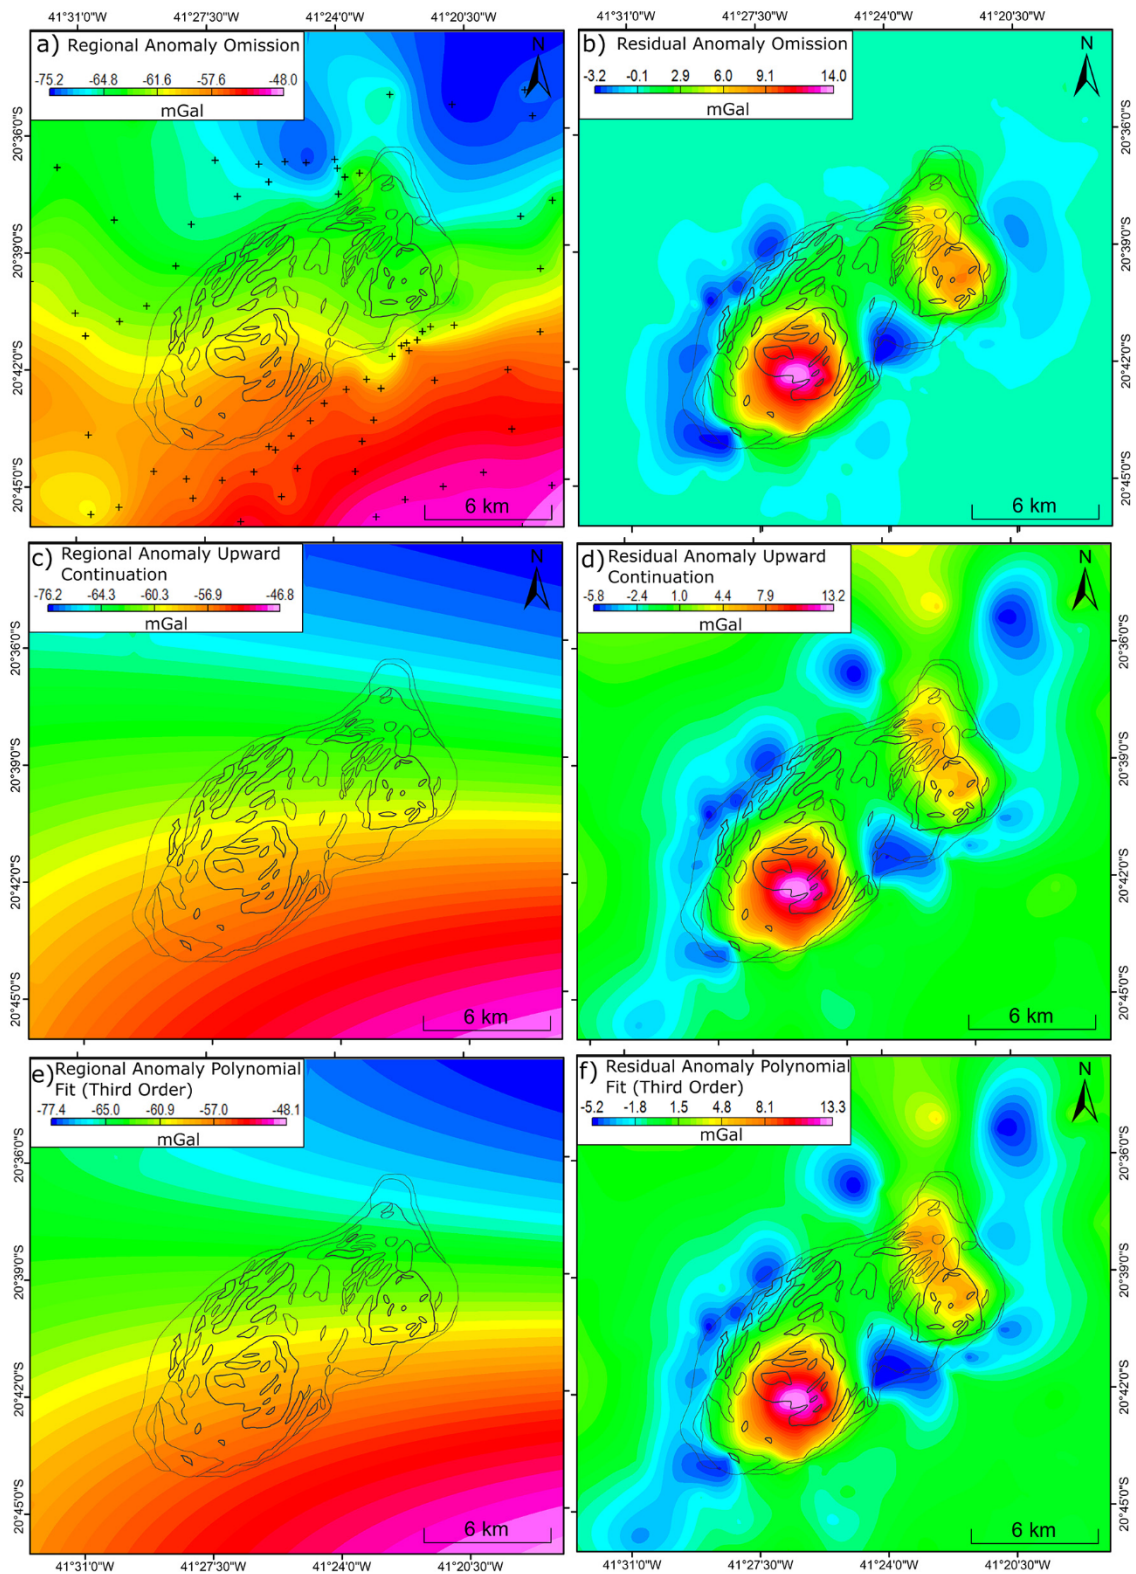 41°31'0"W 41°27'30"W 41°24'0"W 41°20'30"W
41°31'0"W 41°27'30"W 41°24'0"W 41°20'30"W
a) Regional Anomaly Omission
-75.2 -64.8 -61.6 -57.6 -48.0
mGal
N
20°36'0"S
20°39'0"S
20°42'0"S
20°45'0"S
6 km
b) Residual Anomaly Omission
-3.2 -0.1 2.9 6.0 9.1 14.0
mGal
N
20°36'0"S
20°39'0"S
20°42'0"S
20°45'0"S
6 km
c) Regional Anomaly Upward
Continuation
-76.2 -64.3 -60.3 -56.9 -46.8
mGal
N
20°36'0"S
20°39'0"S
20°42'0"S
20°45'0"S
6 km
d) Residual Anomaly Upward
Continuation
-5.8 -2.4 1.0 4.4 7.9 13.2
mGal
N
20°36'0"S
20°39'0"S
20°42'0"S
20°45'0"S
6 km
e) Regional Anomaly Polynomial
Fit (Third Order)
-77.4 -65.0 -60.9 -57.0 -48.1
mGal
20°36'0"S
20°39'0"S
20°42'0"S
20°45'0"S
6 km
f) Residual Anomaly Polynomial
Fit (Third Order)
-5.2 -1.8 1.5 4.8 8.1 13.3
mGal
N
20°36'0"S
20°39'0"S
20°42'0"S
20°45'0"S
6 km
41°31'0"W 41°27'30"W 41°24'0"W 41°20'30"W
41°31'0"W 41°27'30"W 41°24'0"W 41°20'30"W